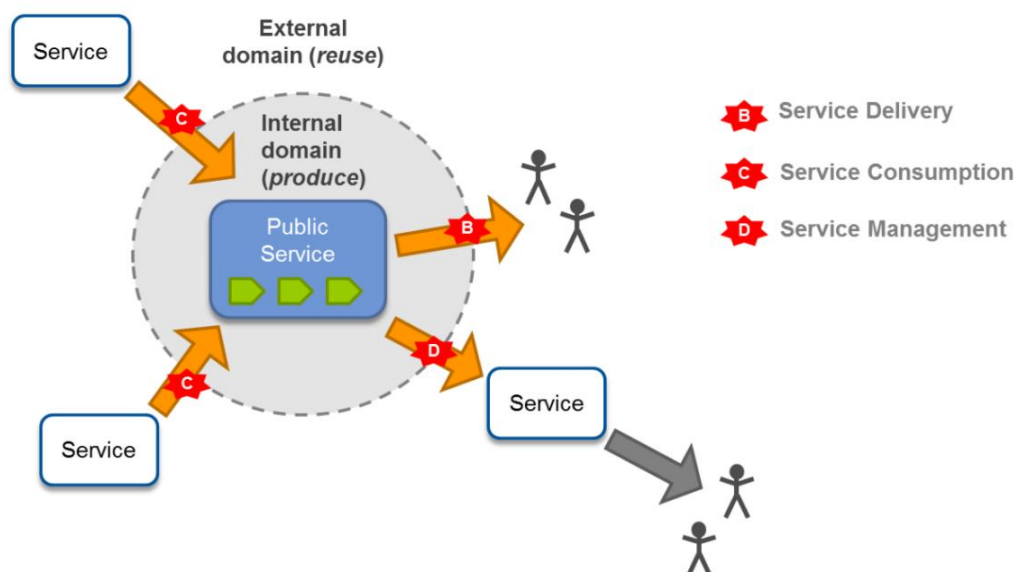 External
domain (reuse)
Service
C
Internal
domain
(produce)
Public
Service
B
D
C
Service
Service
B Service Delivery
C Service Consumption
D Service Management